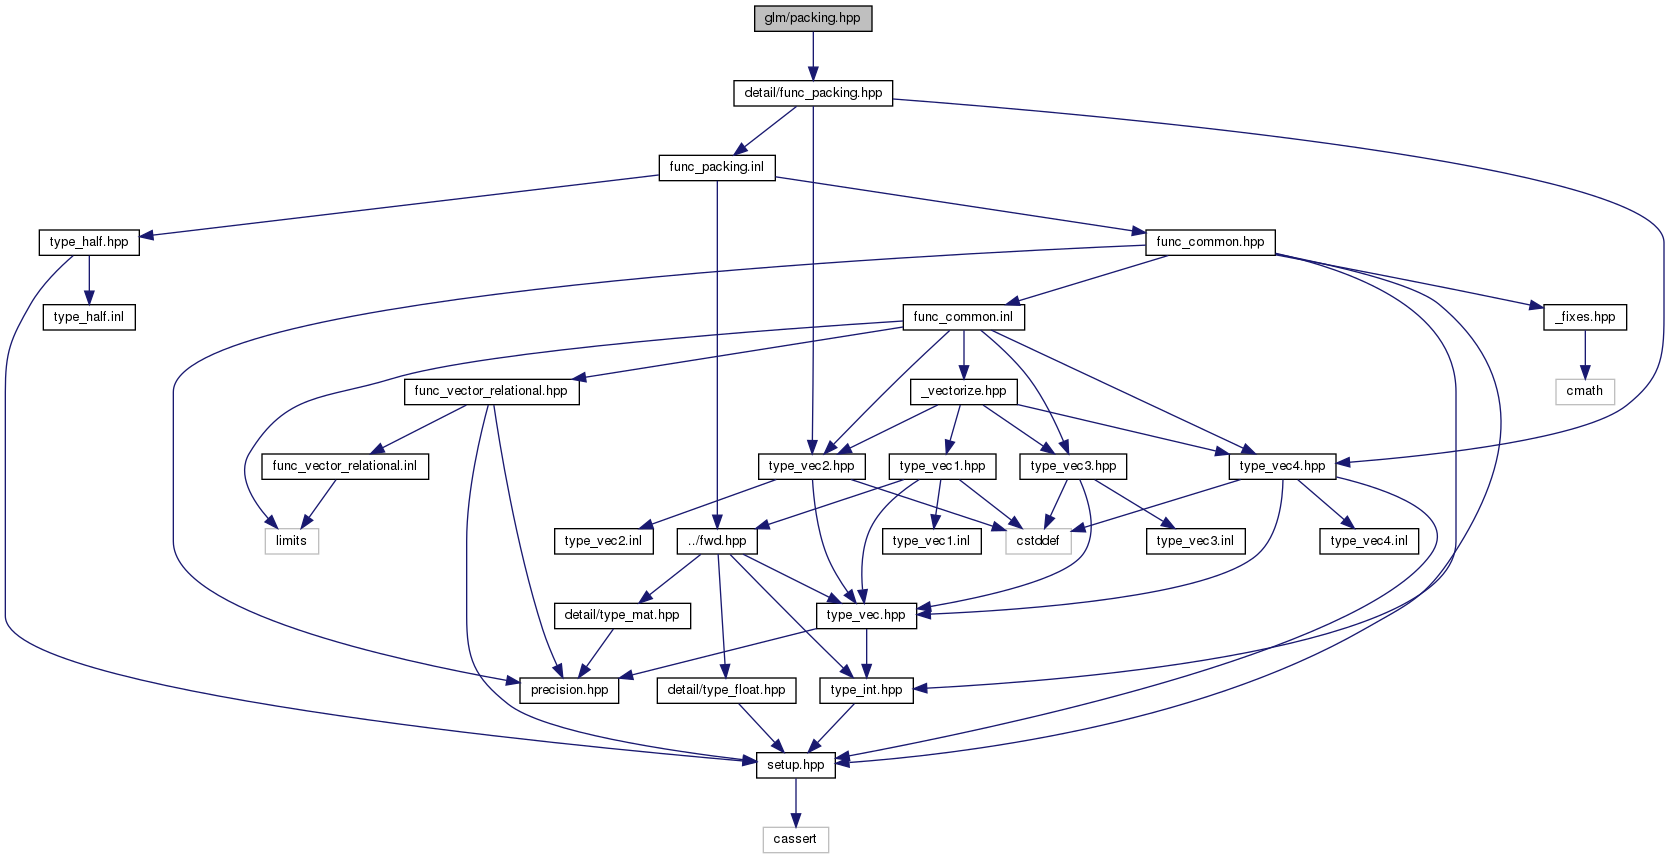 glm/packing.hpp
detail/func_packing.hpp
func_packing.inl
type_half.hpp
func_common.hpp
type_half.inl
func_common.inl
_fixes.hpp
func_vector_relational.hpp
_vectorize.hpp
cmath
func_vector_relational.inl
type_vec2.hpp
type_vec1.hpp
type_vec3.hpp
type_vec4.hpp
limits
type_vec2.inl
../fwd.hpp
type_vec1.inl
cstddef
type_vec3.inl
type_vec4.inl
detail/type_mat.hpp
type_vec.hpp
precision.hpp
detail/type_float.hpp
type_int.hpp
setup.hpp
cassert